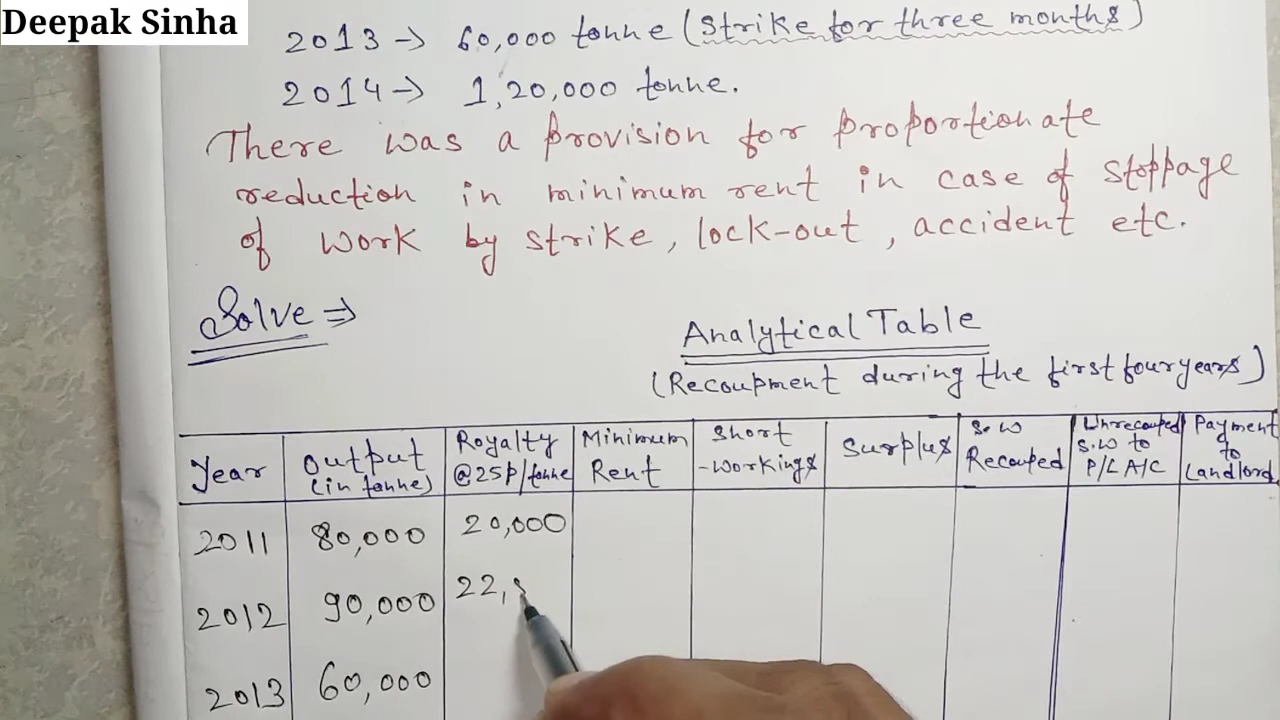 Deepak Sinha
2013 → 60,000 tonne (Strike for three months)
2014 → 1,20,000 tonne.
There was a provision for proportionate
reduction in minimum rent in case of stoppage
of work by strike, lock-out, accident etc.
Solve ⇒
Analytical Table
(Recoupment during the first four years)
Year Output (in tonne) Royalty @25P/tonne Minimum Rent Short-workings Surplus S.W Recouped Unrecouped S.W to P/L A/C Payment to Landlord
2011 80,000 20,000
2012 90,000 22,
2013 60,000